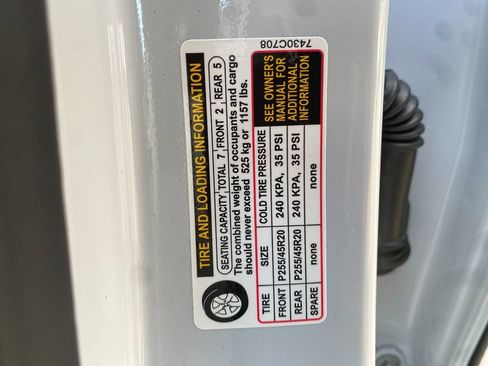 TIRE AND LOADING INFORMATION
SEATING CAPACITY TOTAL 7 FRONT 2 REAR 5
The combined weight of occupants and cargo
should never exceed 525 kg or 1157 lbs.
TIRE SIZE COLD TIRE PRESSURE
FRONT P255/45R20 240 KPA, 35 PSI
REAR P255/45R20 240 KPA, 35 PSI
SPARE none none
SEE OWNER'S
MANUAL FOR
ADDITIONAL
INFORMATION
7430C708